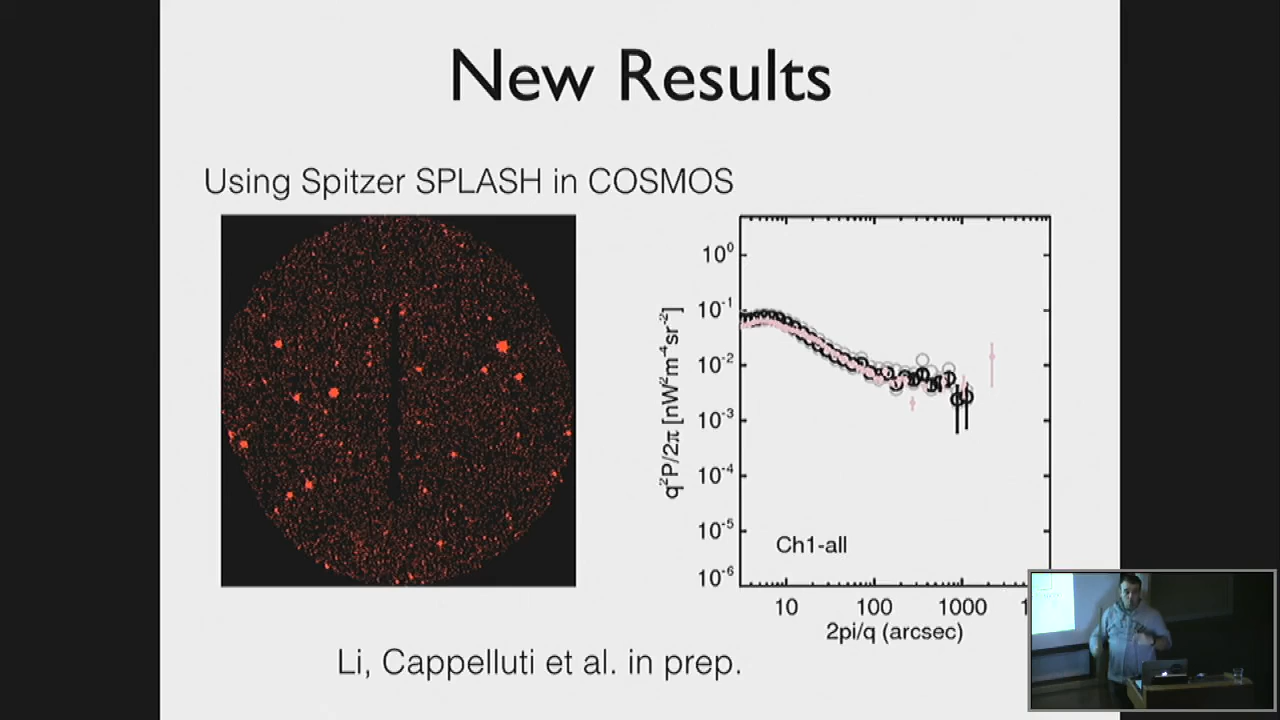 New Results
Using Spitzer SPLASH in COSMOS
q²P/2π [nW²m⁻⁴sr⁻²]
10⁰
10⁻¹
10⁻²
10⁻³
10⁻⁴
10⁻⁵
10⁻⁶
Ch1-all
10 100 1000 1
2pi/q (arcsec)
Li, Cappelluti et al. in prep.